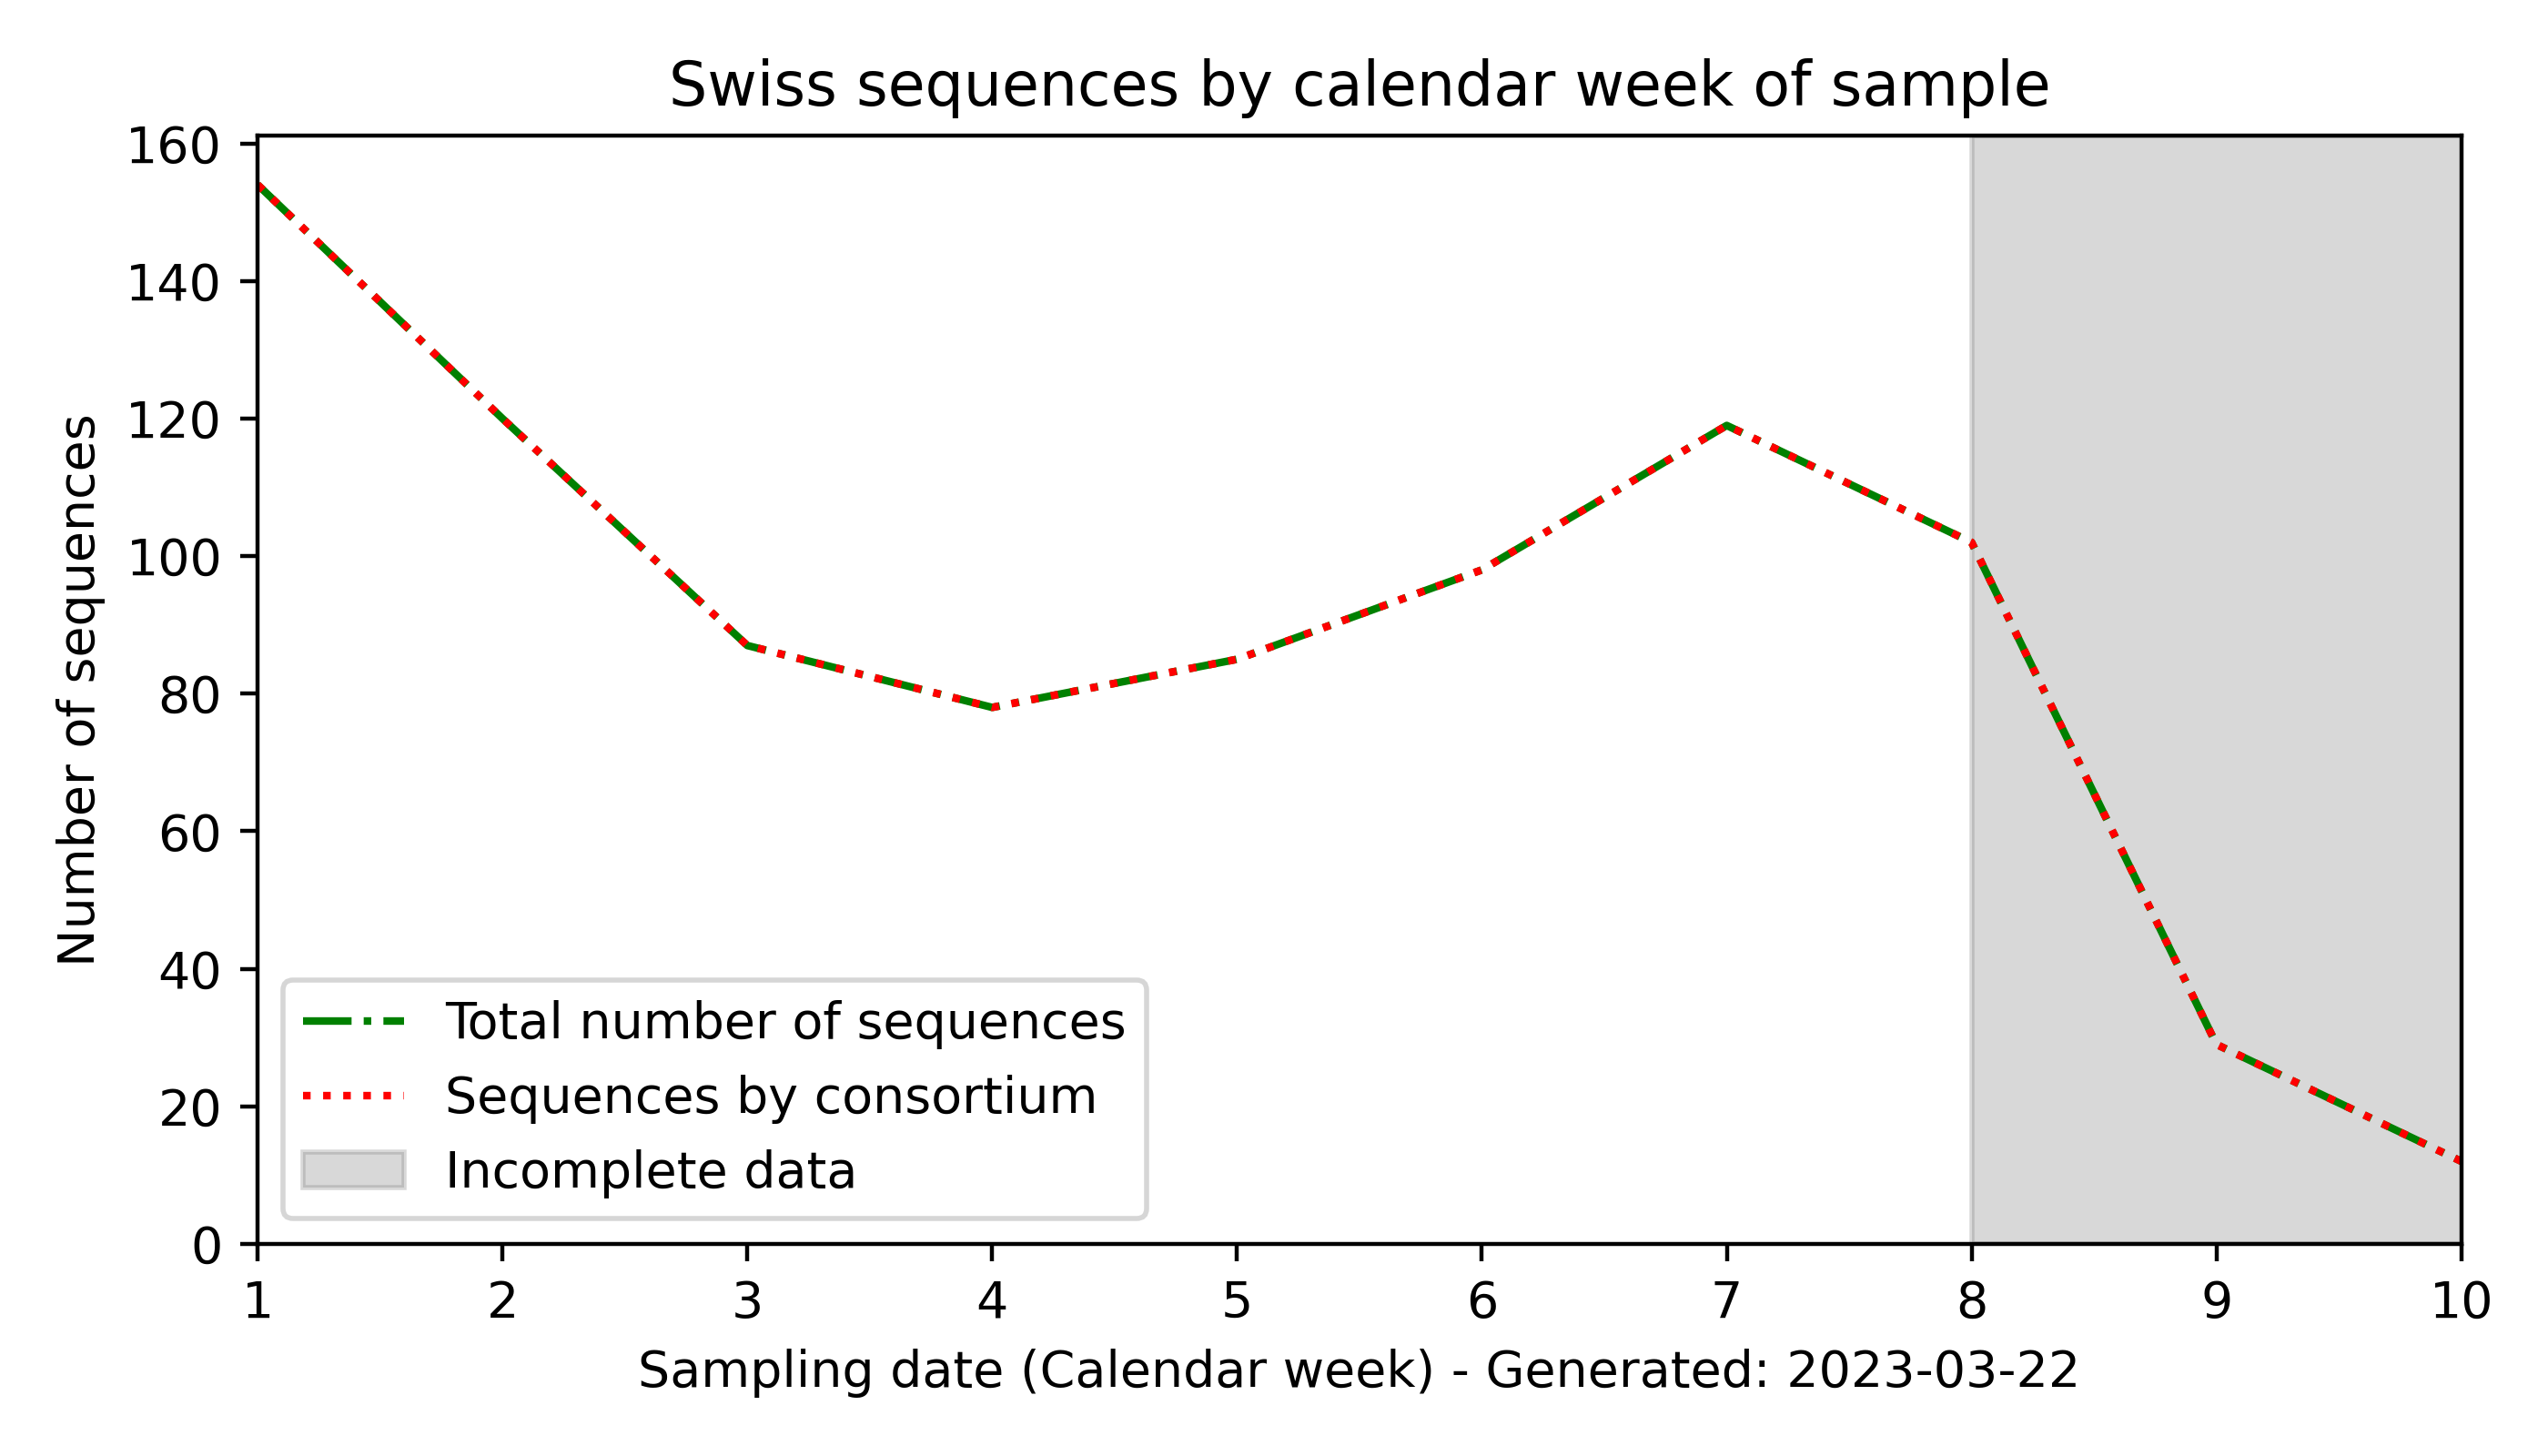 Swiss sequences by calendar week of sample
Number of sequences
160
140
120
100
80
60
40
20
0
Total number of sequences
Sequences by consortium
Incomplete data
1 2 3 4 5 6 7 8 9 10
Sampling date (Calendar week) - Generated: 2023-03-22